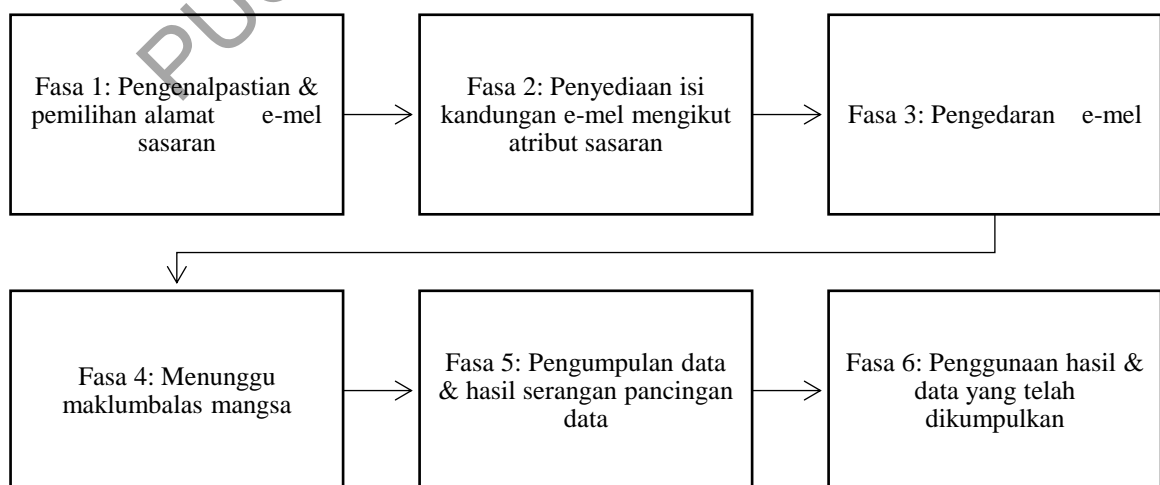 Fasa 1: Pengenalpastian &
pemilihan alamat e-mel
sasaran
Fasa 2: Penyediaan isi
kandungan e-mel mengikut
atribut sasaran
Fasa 3: Pengedaran e-mel
Fasa 4: Menunggu
maklumbalas mangsa
Fasa 5: Pengumpulan data
& hasil serangan pancingan
data
Fasa 6: Penggunaan hasil &
data yang telah
dikumpulkan